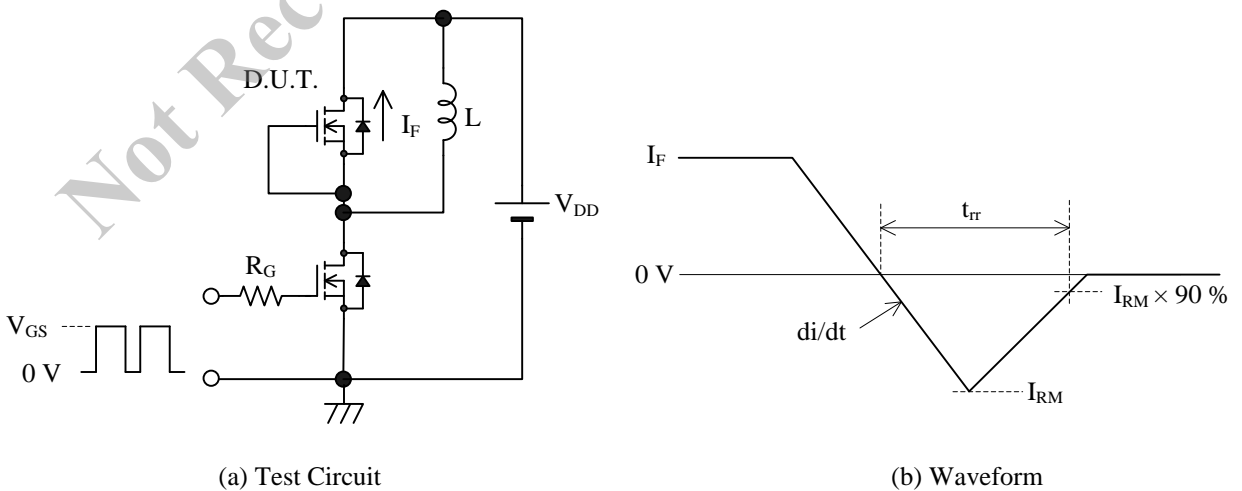 Not Rec
D.U.T.
I_F
L
V_DD
R_G
V_GS
0 V
(a) Test Circuit
I_F
t_rr
0 V
I_RM × 90 %
di/dt
I_RM
(b) Waveform